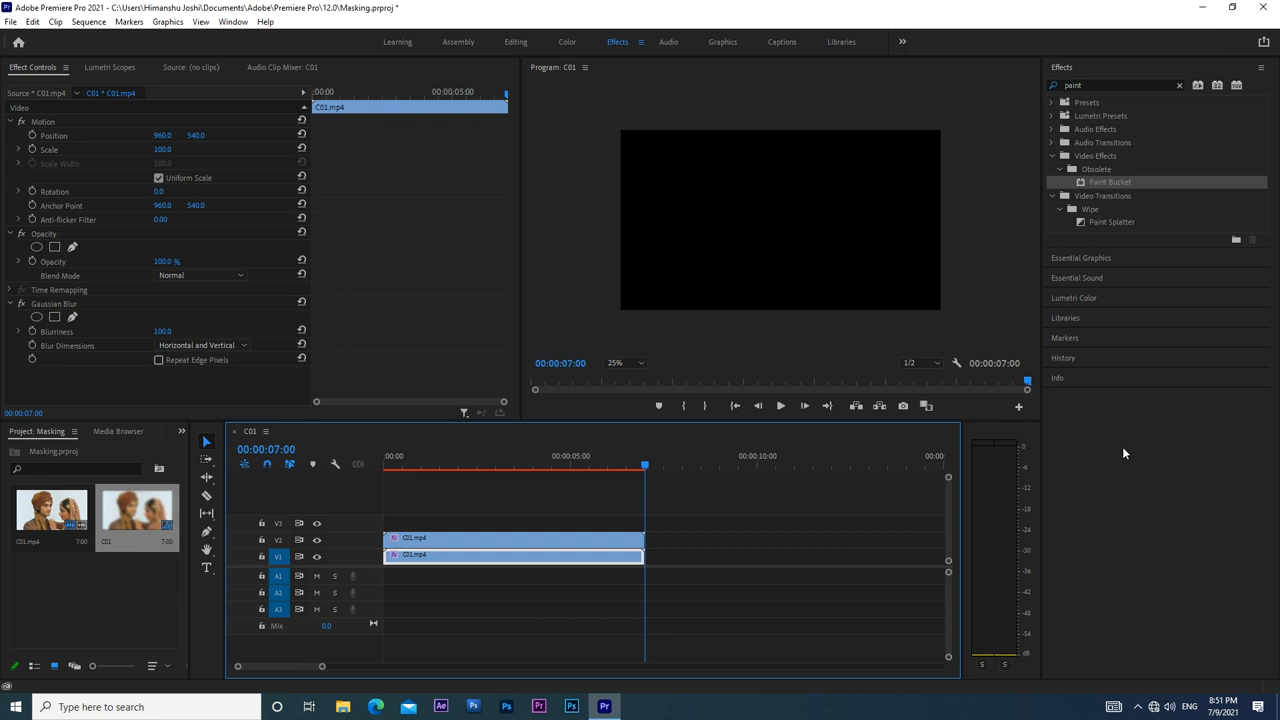 Adobe Premiere Pro 2021 - C:\Users\Himanshu Joshi\Documents\Adobe\Premiere Pro\12.0\Masking.prproj *
File Edit Clip Sequence Markers Graphics View Window Help
Learning Assembly Editing Color Effects Audio Graphics Captions Libraries
Effect Controls Lumetri Scopes Source: (no clips) Audio Clip Mixer: C01
Source * C01.mp4 C01 * C01.mp4
:00:00 00:00:05:00
Video
C01.mp4
Motion
Position 960.0 540.0
Scale 100.0
Scale Width 100.0
Uniform Scale
Rotation 0.0
Anchor Point 960.0 540.0
Anti-flicker Filter 0.00
Opacity
Opacity 100.0 %
Blend Mode Normal
Time Remapping
Gaussian Blur
Blurriness 100.0
Blur Dimensions Horizontal and Vertical
Repeat Edge Pixels
00:00:07:00
Program: C01
00:00:07:00 25% 1/2 00:00:07:00
Effects
paint
Presets
Lumetri Presets
Audio Effects
Audio Transitions
Video Effects
Obsolete
Paint Bucket
Video Transitions
Wipe
Paint Splatter
Essential Graphics
Essential Sound
Lumetri Color
Libraries
Markers
History
Info
Project: Masking Media Browser
Masking.prproj
C01.mp4 7:00 C01 7:00
C01
00:00:07:00
:00:00 00:00:05:00 00:00:10:00 00:00:
V3
V2 fx C01.mp4
V1 fx C01.mp4
A1 M S
A2 M S
A3 M S
Mix 0.0
0
-6
-12
-18
-24
-30
-36
-42
-48
-54
dB
S S
Type here to search
ENG
8:51 PM
7/9/2021